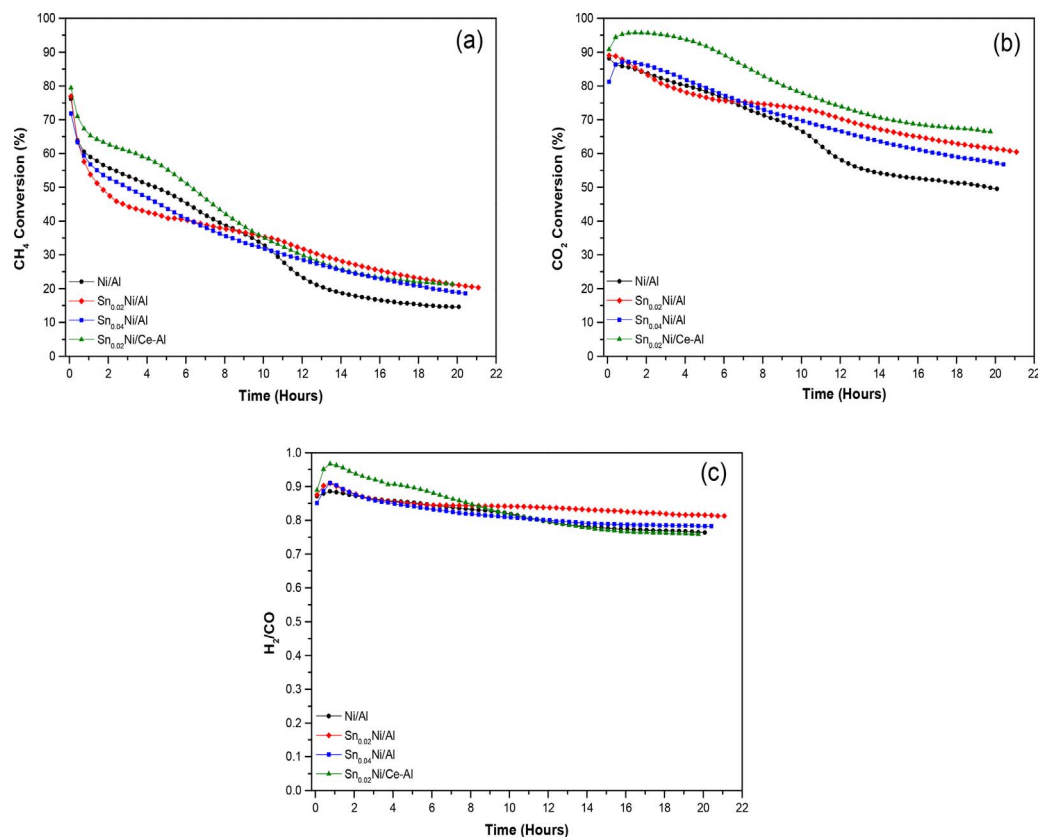 (a)
CH4 Conversion (%)
100
90
80
70
60
50
40
30
20
10
0
Ni/Al
Sn0.02Ni/Al
Sn0.04Ni/Al
Sn0.02Ni/Ce-Al
0 2 4 6 8 10 12 14 16 18 20 22
Time (Hours)
(b)
CO2 Conversion (%)
100
90
80
70
60
50
40
30
20
10
0
Ni/Al
Sn0.02Ni/Al
Sn0.04Ni/Al
Sn0.02Ni/Ce-Al
0 2 4 6 8 10 12 14 16 18 20 22
Time (Hours)
(c)
H2/CO
1.0
0.9
0.8
0.7
0.6
0.5
0.4
0.3
0.2
0.1
0.0
Ni/Al
Sn0.02Ni/Al
Sn0.04Ni/Al
Sn0.02Ni/Ce-Al
0 2 4 6 8 10 12 14 16 18 20 22
Time (Hours)